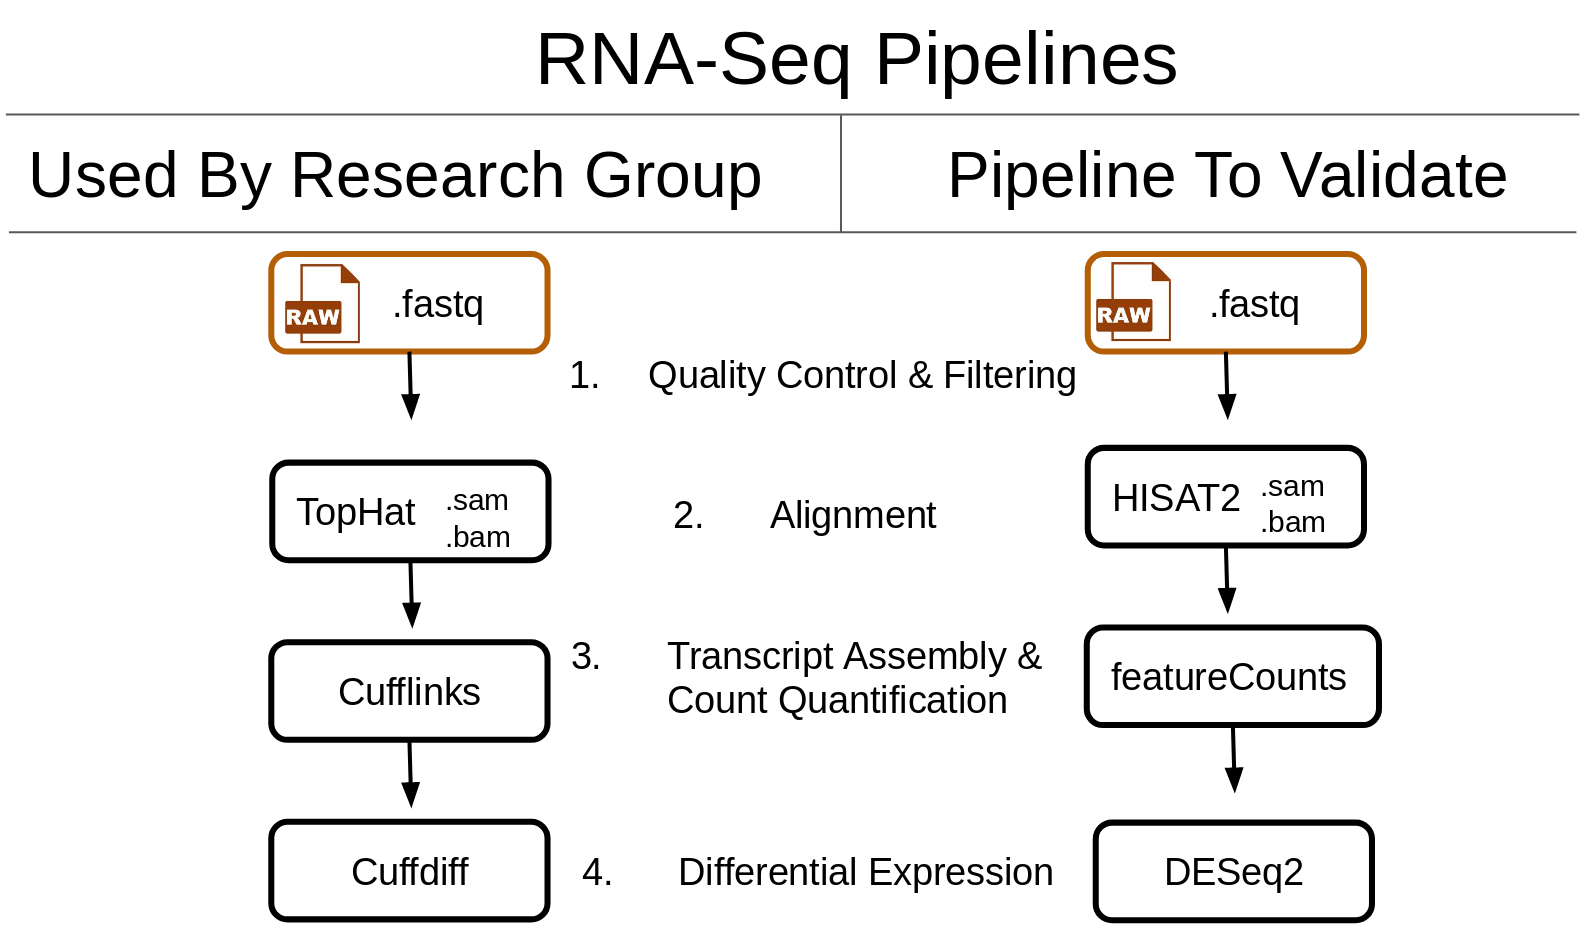 RNA-Seq Pipelines
Used By Research Group
Pipeline To Validate
RAW .fastq
RAW .fastq
1. Quality Control & Filtering
TopHat .sam
.bam
2. Alignment
HISAT2 .sam
.bam
Cufflinks
3. Transcript Assembly &
Count Quantification
featureCounts
Cuffdiff
4. Differential Expression
DESeq2